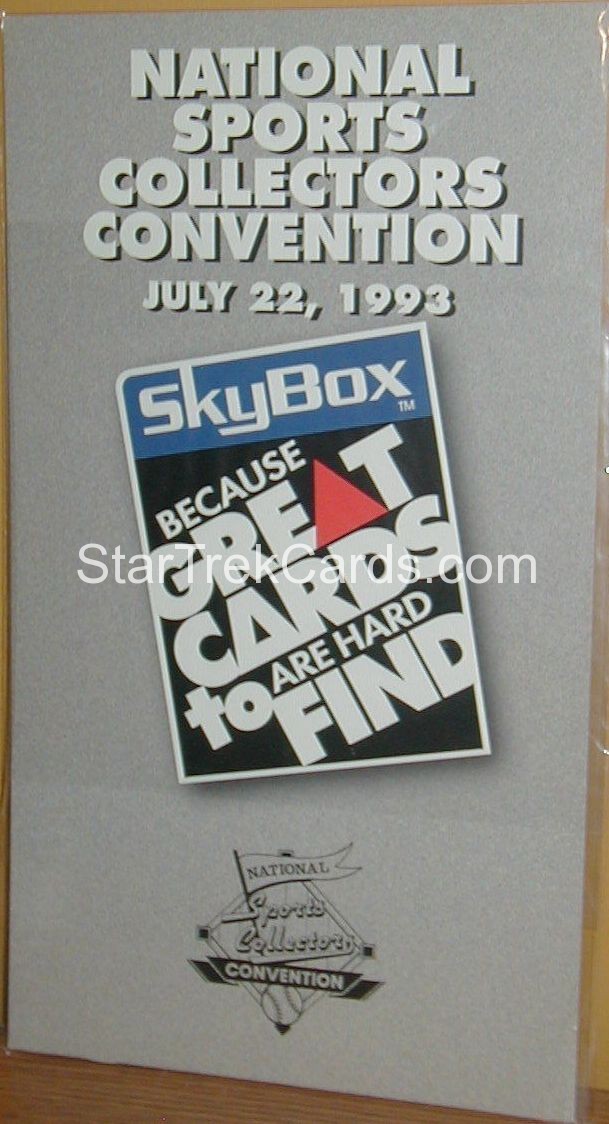 NATIONAL
SPORTS
COLLECTORS
CONVENTION
JULY 22, 1993
SkyBox
TM
BECAUSE
GREAT
CARDS
ARE HARD
to FIND
StarTrekCards.com
NATIONAL
Sports
Collectors
CONVENTION